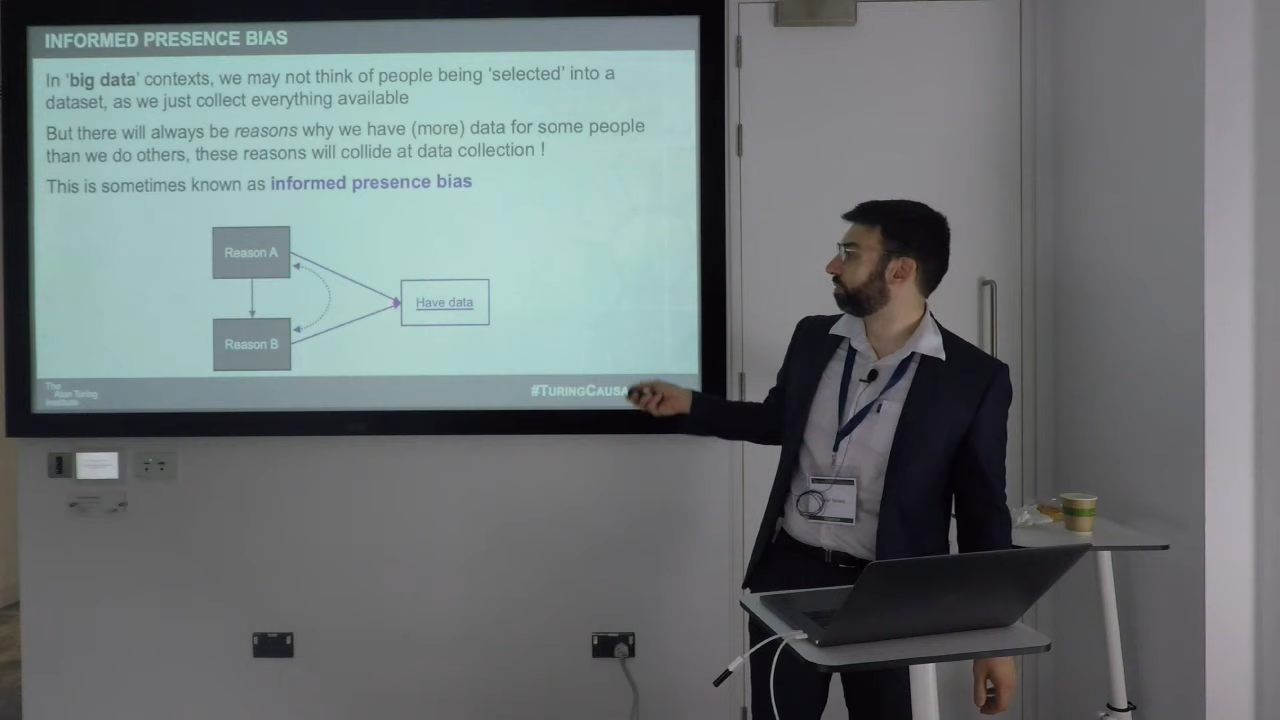 INFORMED PRESENCE BIAS
In 'big data' contexts, we may not think of people being 'selected' into a
dataset, as we just collect everything available
But there will always be reasons why we have (more) data for some people
than we do others, these reasons will collide at data collection !
This is sometimes known as informed presence bias
Reason A
Have data
Reason B
The
Alan Turing
Institute
#TURINGCAUSA